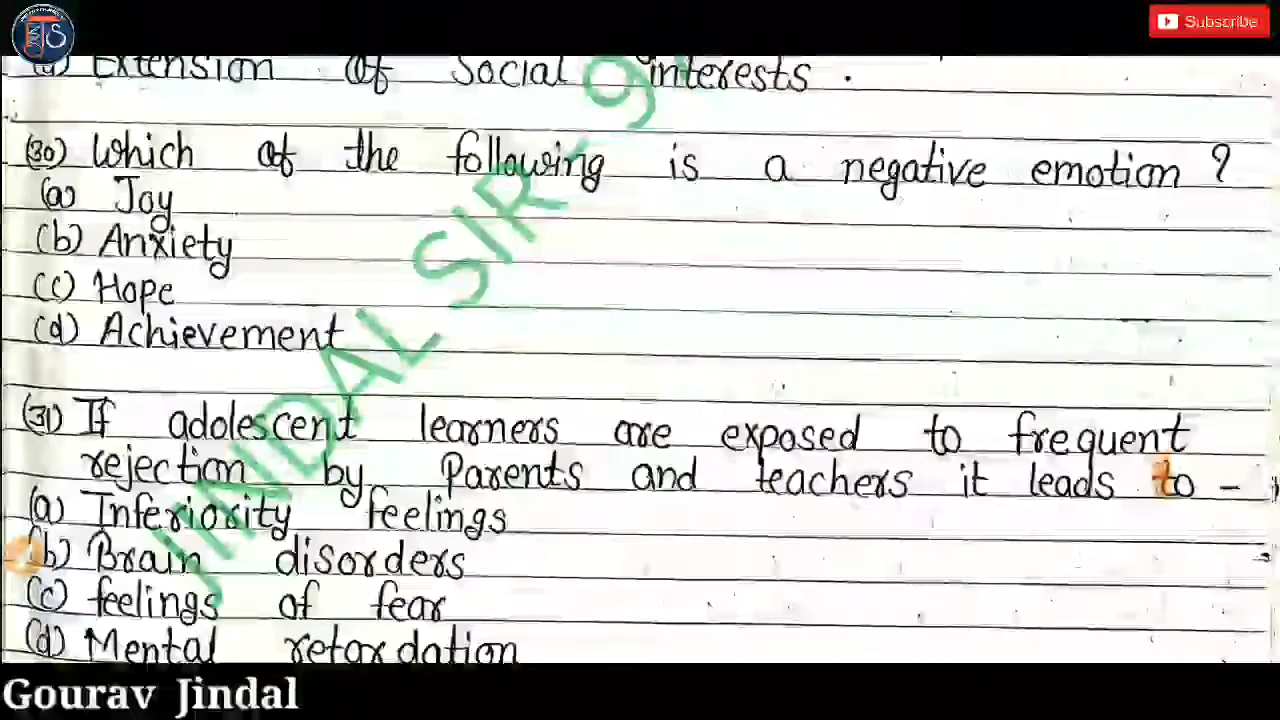 Subscribe
(d) Extension of Social interests.
(30) Which of the following is a negative emotion ?
(a) Joy
(b) Anxiety
(c) Hope
(d) Achievement
(31) If adolescent learners are exposed to frequent
rejection by Parents and teachers it leads to -
(a) Inferiority feelings
(b) Brain disorders
(c) feelings of fear
(d) Mental retardation
JINDAL SIR - 9
Gourav Jindal